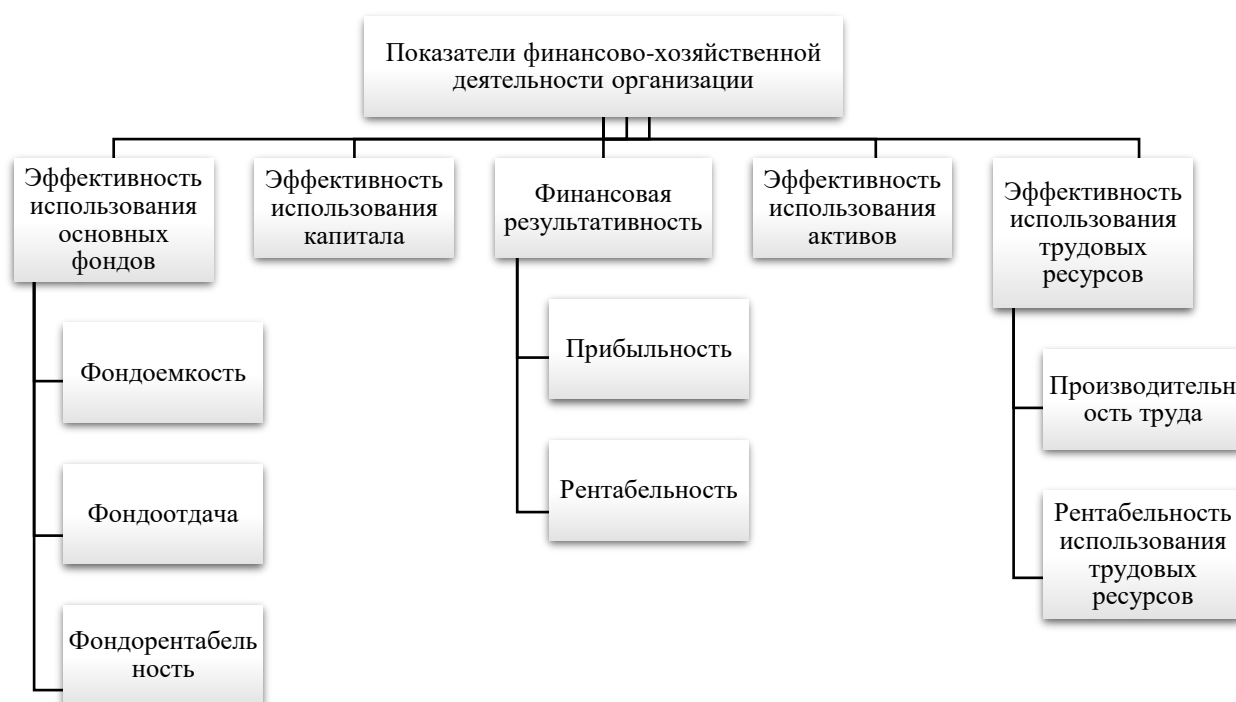 Показатели финансово-хозяйственной
деятельности организации
Эффективность
использования
основных
фондов
Эффективность
использования
капитала
Финансовая
результативность
Эффективность
использования
активов
Эффективность
использования
трудовых
ресурсов
Фондоемкость
Фондоотдача
Фондорентабель
ность
Прибыльность
Рентабельность
Производительн
ость труда
Рентабельность
использования
трудовых
ресурсов